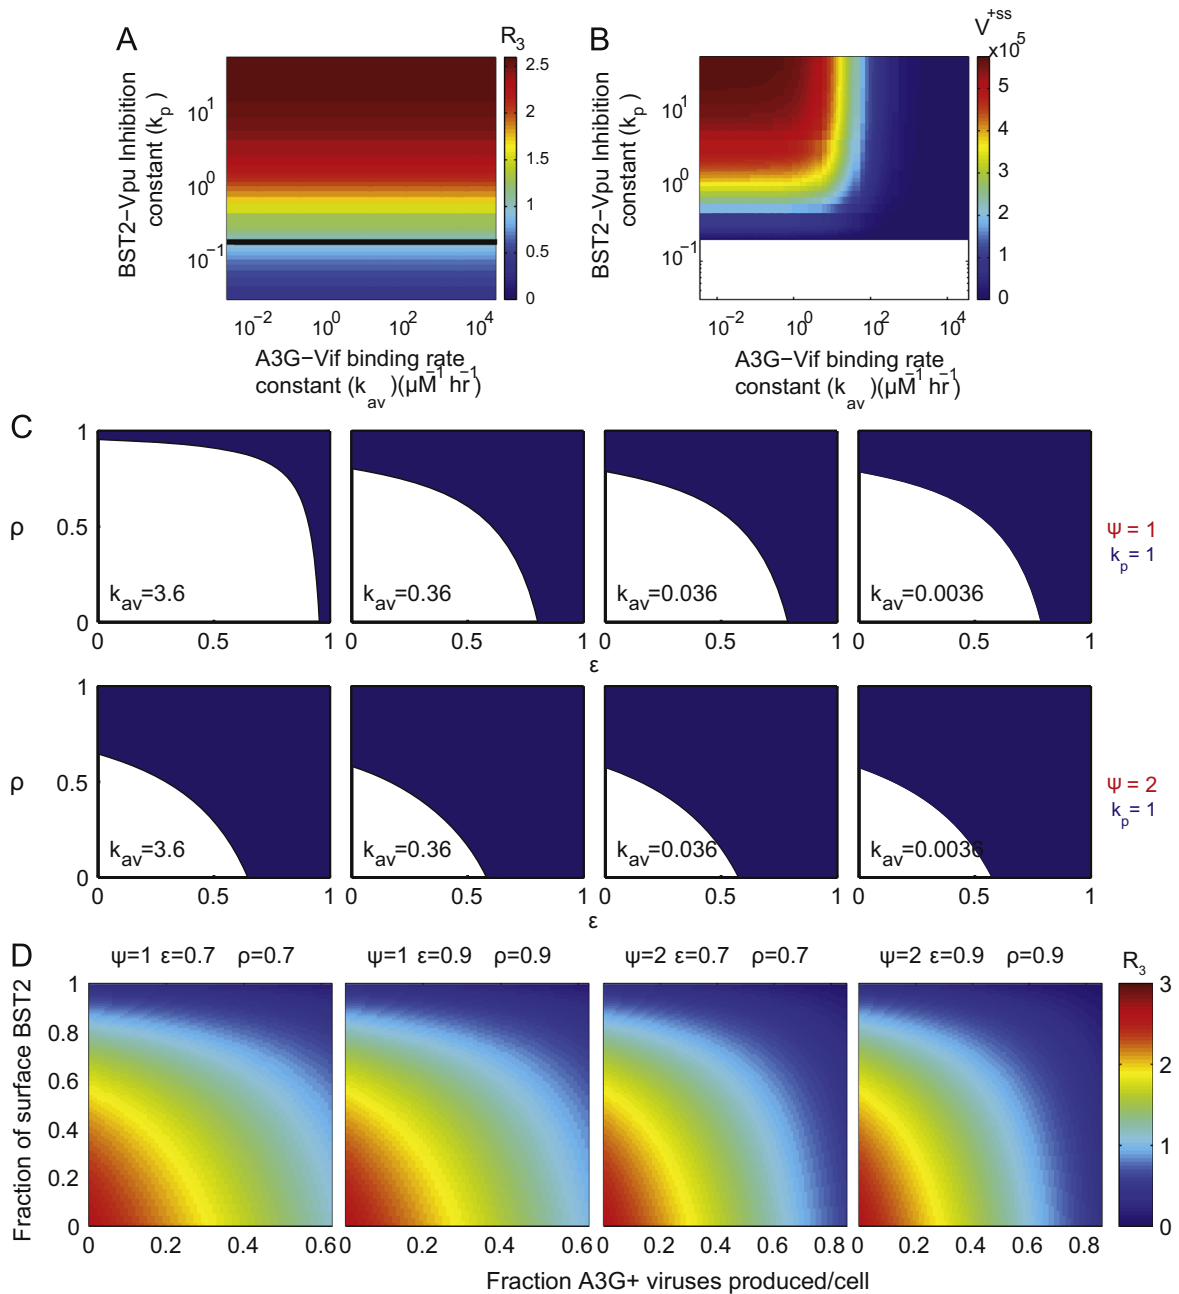 A
R3
BST2−Vpu Inhibition
constant (kp)
10^1
10^0
10^−1
2.5
2
1.5
1
0.5
0
10^−2
10^0
10^2
10^4
A3G−Vif binding rate
constant (kav)(µM^−1 hr^−1)
B
V^+ss
x10^5
BST2−Vpu Inhibition
constant (kp)
10^1
10^0
10^−1
5
4
3
2
1
0
10^−2
10^0
10^2
10^4
A3G−Vif binding rate
constant (kav)(µM^−1 hr^−1)
C
ρ
1
0.5
0
kav=3.6
kav=0.36
kav=0.036
kav=0.0036
0 0.5 1
0 0.5 1
0 0.5 1
0 0.5 1
ε
ψ = 1
kp= 1
ρ
1
0.5
0
kav=3.6
kav=0.36
kav=0.036
kav=0.0036
0 0.5 1
0 0.5 1
0 0.5 1
0 0.5 1
ε
ψ = 2
kp= 1
D
ψ=1 ε=0.7 ρ=0.7
ψ=1 ε=0.9 ρ=0.9
ψ=2 ε=0.7 ρ=0.7
ψ=2 ε=0.9 ρ=0.9
R3
Fraction of surface BST2
1
0.8
0.6
0.4
0.2
0
0 0.2 0.4 0.6
0 0.2 0.4 0.6
0 0.2 0.4 0.6 0.8
0 0.2 0.4 0.6 0.8
3
2
1
0
Fraction A3G+ viruses produced/cell